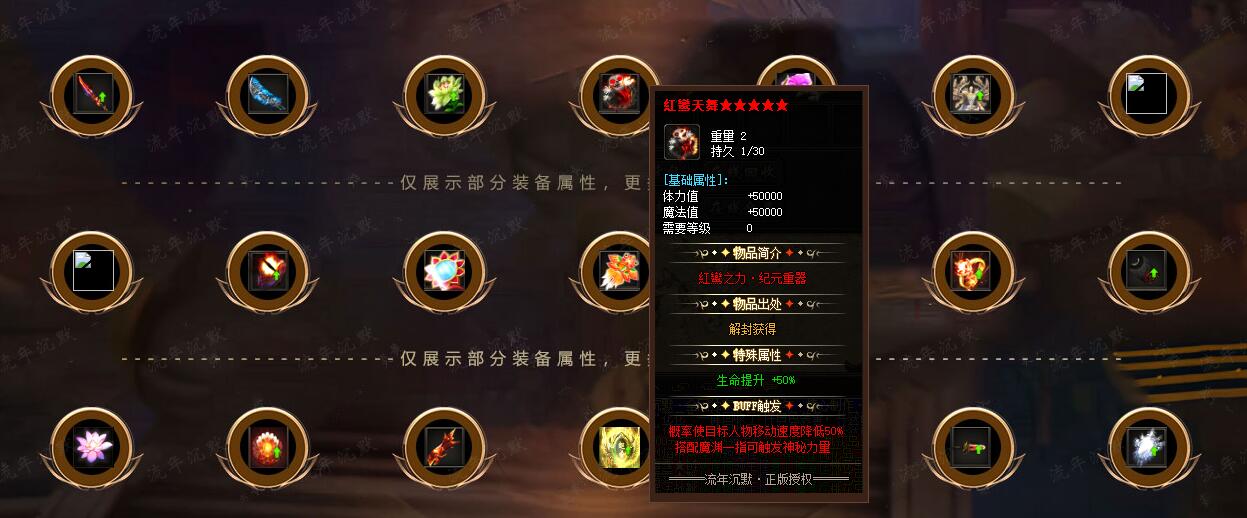 红鸾天舞★★★★★
重量 2
持久 1/30
[基础属性]:
体力值 +50000
魔法值 +50000
需要等级 0
物品简介
红鸾之力·纪元重器
物品出处
解封获得
特殊属性
生命提升 +50%
BUFF触发
概率使目标人物移动速度降低50%
搭配魔渊一指可触发神秘力量
流年沉默·正版授权
仅展示部分装备属性，更
仅展示部分装备属性，更
流年沉默